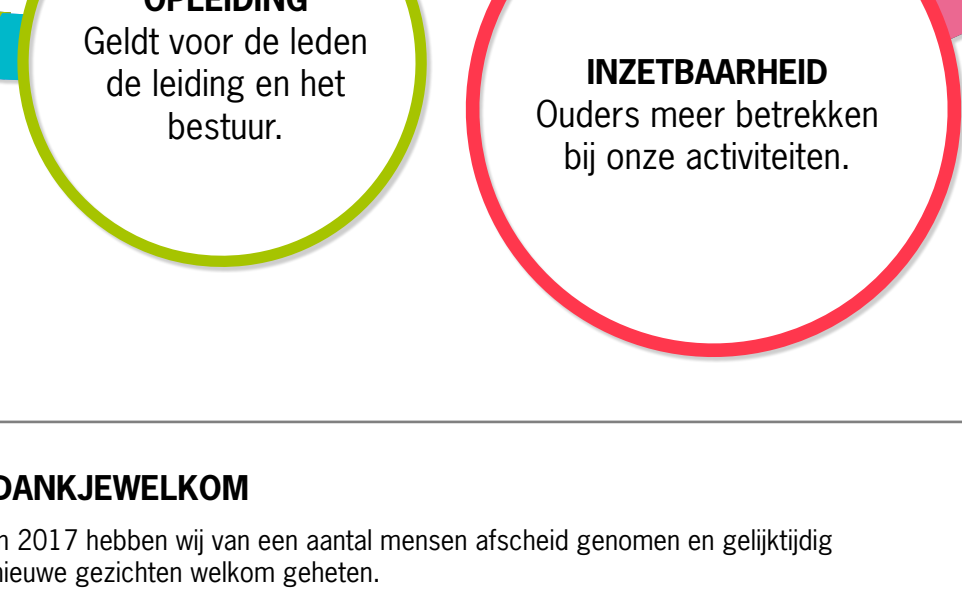 OPLEIDING
Geldt voor de leden
de leiding en het
bestuur.
INZETBAARHEID
Ouders meer betrekken
bij onze activiteiten.
DANKJEWELKOM
In 2017 hebben wij van een aantal mensen afscheid genomen en gelijktijdig
nieuwe gezichten welkom geheten.